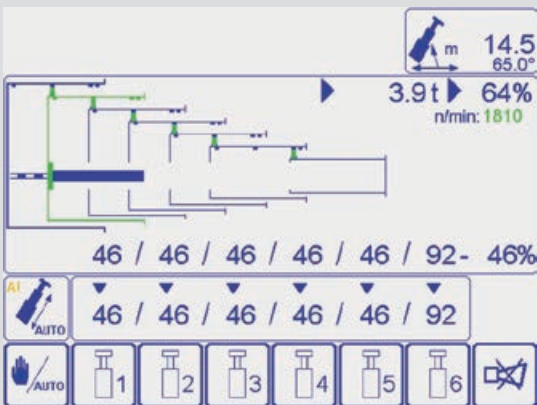 m 14.5
65.0°
3.9t 64%
n/min: 1810
46 / 46 / 46 / 46 / 46 / 92- 46%
AI
AUTO
46 / 46 / 46 / 46 / 46 / 92
/AUTO 1 2 3 4 5 6